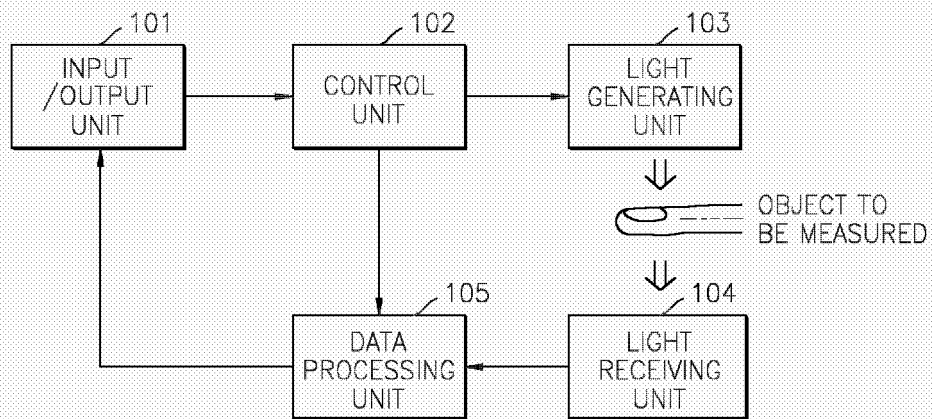 101
INPUT
/OUTPUT
UNIT
102
CONTROL
UNIT
103
LIGHT
GENERATING
UNIT
OBJECT TO
BE MEASURED
105
DATA
PROCESSING
UNIT
104
LIGHT
RECEIVING
UNIT